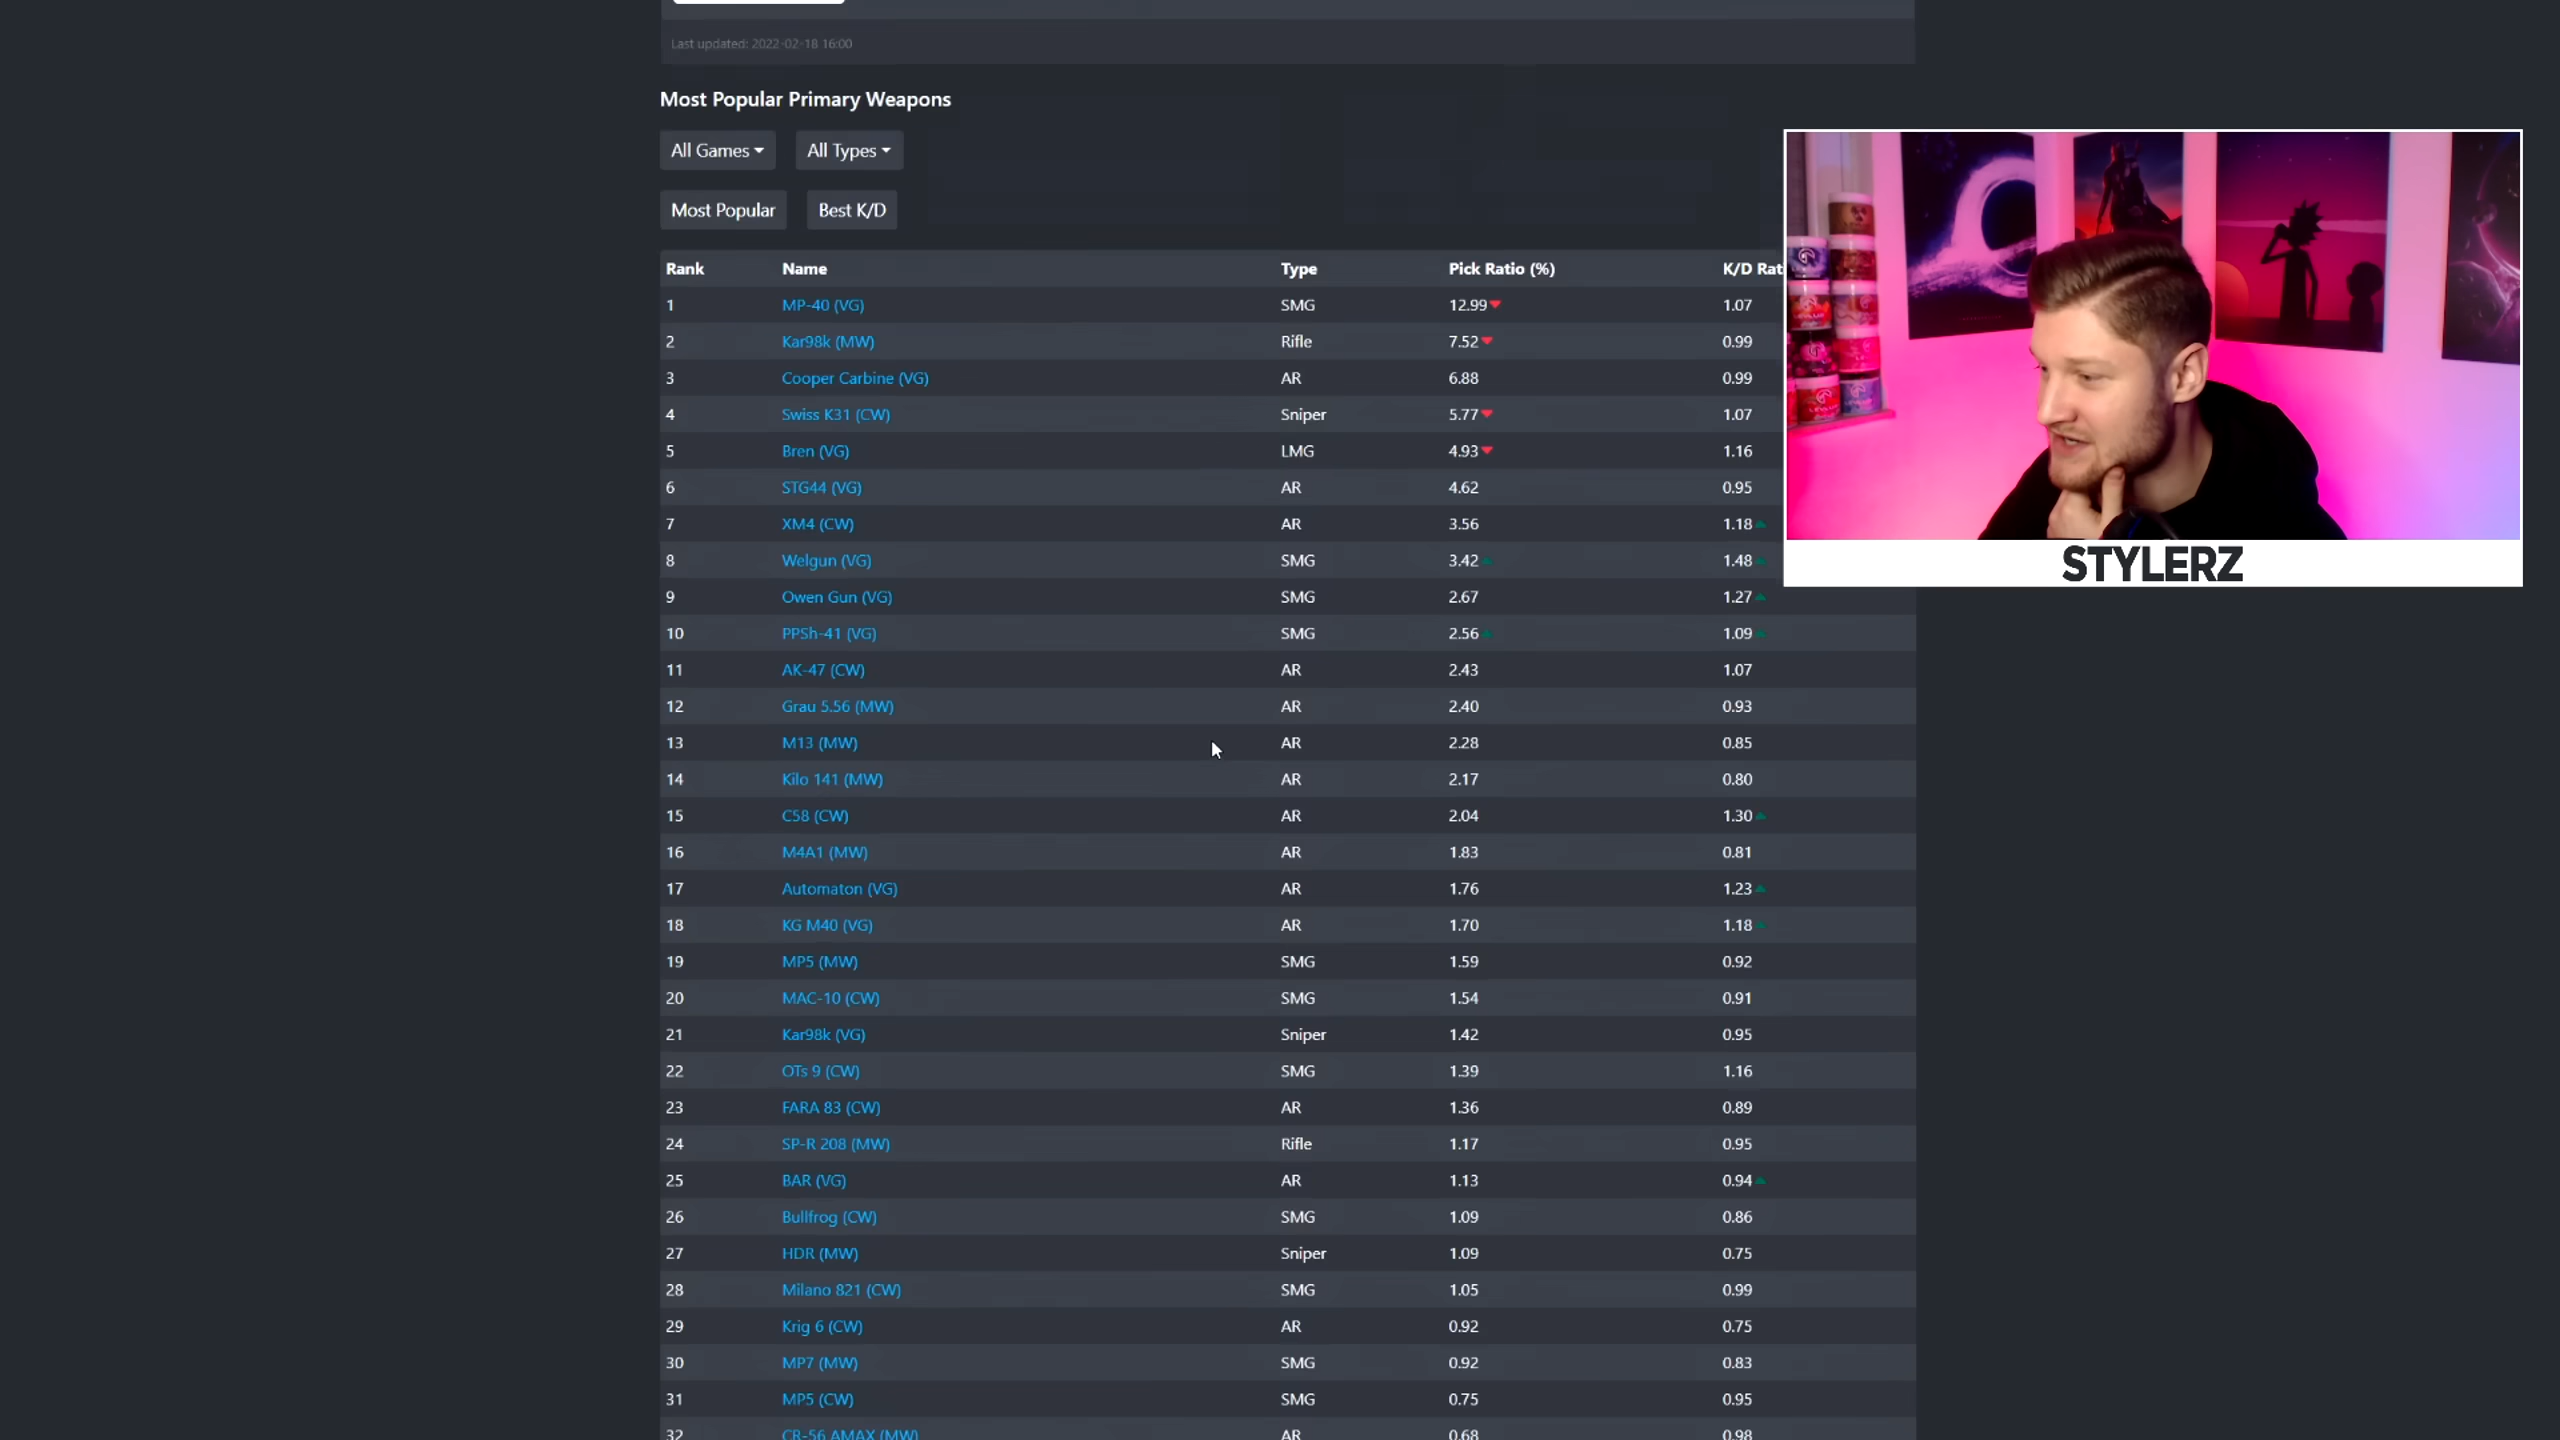 Last updated: 2022-02-18 16:00
Most Popular Primary Weapons
All Games All Types
Most Popular Best K/D
Rank Name Type Pick Ratio (%) K/D Rat
1 MP-40 (VG) SMG 12.99 1.07
2 Kar98k (MW) Rifle 7.52 0.99
3 Cooper Carbine (VG) AR 6.88 0.99
4 Swiss K31 (CW) Sniper 5.77 1.07
5 Bren (VG) LMG 4.93 1.16
6 STG44 (VG) AR 4.62 0.95
7 XM4 (CW) AR 3.56 1.18
8 Welgun (VG) SMG 3.42 1.48
9 Owen Gun (VG) SMG 2.67 1.27
10 PPSh-41 (VG) SMG 2.56 1.09
11 AK-47 (CW) AR 2.43 1.07
12 Grau 5.56 (MW) AR 2.40 0.93
13 M13 (MW) AR 2.28 0.85
14 Kilo 141 (MW) AR 2.17 0.80
15 C58 (CW) AR 2.04 1.30
16 M4A1 (MW) AR 1.83 0.81
17 Automaton (VG) AR 1.76 1.23
18 KG M40 (VG) AR 1.70 1.18
19 MP5 (MW) SMG 1.59 0.92
20 MAC-10 (CW) SMG 1.54 0.91
21 Kar98k (VG) Sniper 1.42 0.95
22 OTs 9 (CW) SMG 1.39 1.16
23 FARA 83 (CW) AR 1.36 0.89
24 SP-R 208 (MW) Rifle 1.17 0.95
25 BAR (VG) AR 1.13 0.94
26 Bullfrog (CW) SMG 1.09 0.86
27 HDR (MW) Sniper 1.09 0.75
28 Milano 821 (CW) SMG 1.05 0.99
29 Krig 6 (CW) AR 0.92 0.75
30 MP7 (MW) SMG 0.92 0.83
31 MP5 (CW) SMG 0.75 0.95
32 CR-56 AMAX (MW) AR 0.68 0.98
STYLERZ